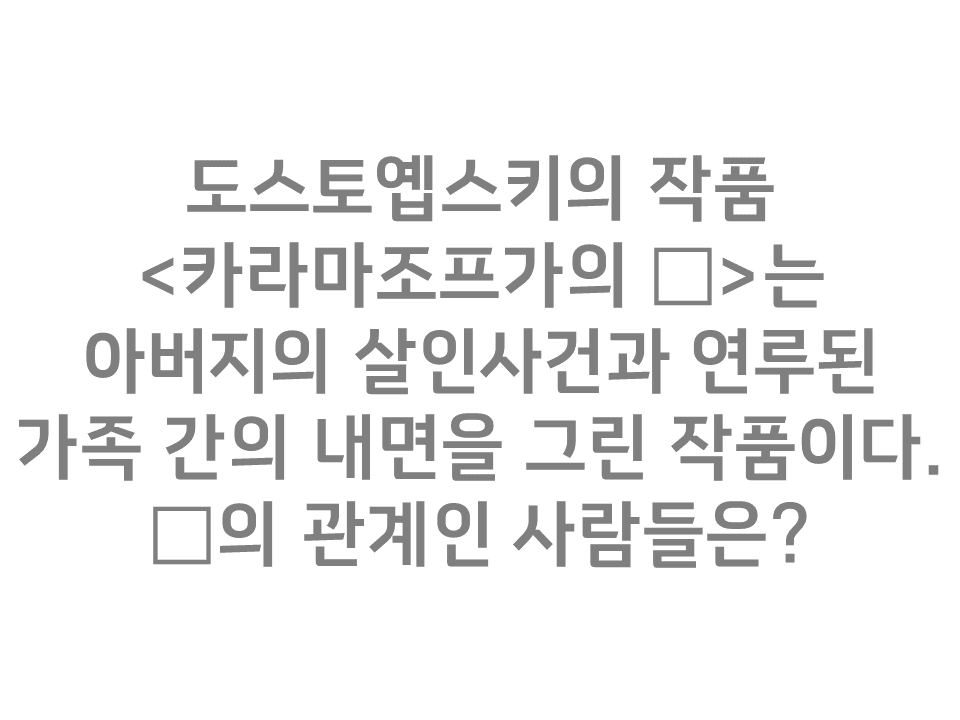 도스토옙스키의 작품
<카라마조프가의 □>는
아버지의 살인사건과 연루된
가족 간의 내면을 그린 작품이다.
□의 관계인 사람들은?